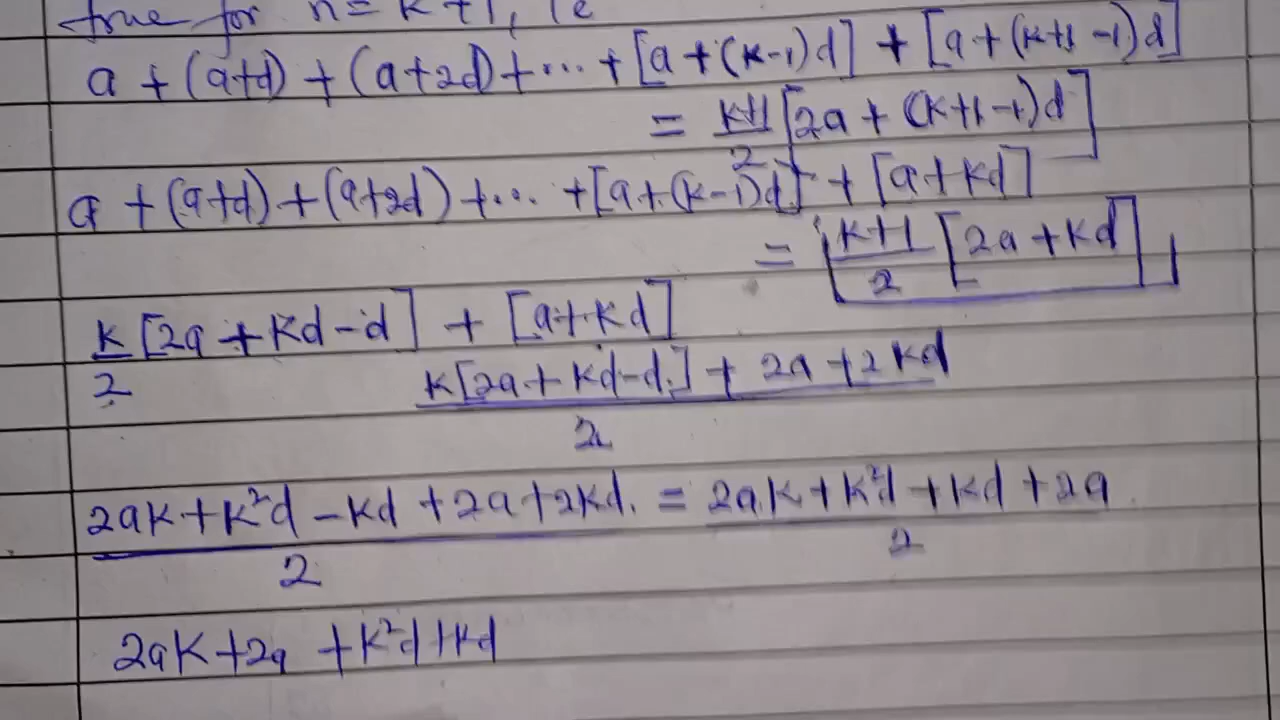 true for n = k+1, ie
a + (a+d) + (a+2d) + ... + [a + (k-1)d] + [a + (k+1-1)d]
= k+1/2 [2a + (k+1-1)d]
a + (a+d) + (a+2d) + ... + [a + (k-1)d] + [a + kd]
= [k+1/2 [2a + kd]]
k/2 [2a + kd - d] + [a + kd]
k[2a + kd - d] + 2a + 2kd
2
2ak + k²d - kd + 2a + 2kd = 2ak + k²d + kd + 2a
2 2
2ak + 2a + k²d + kd